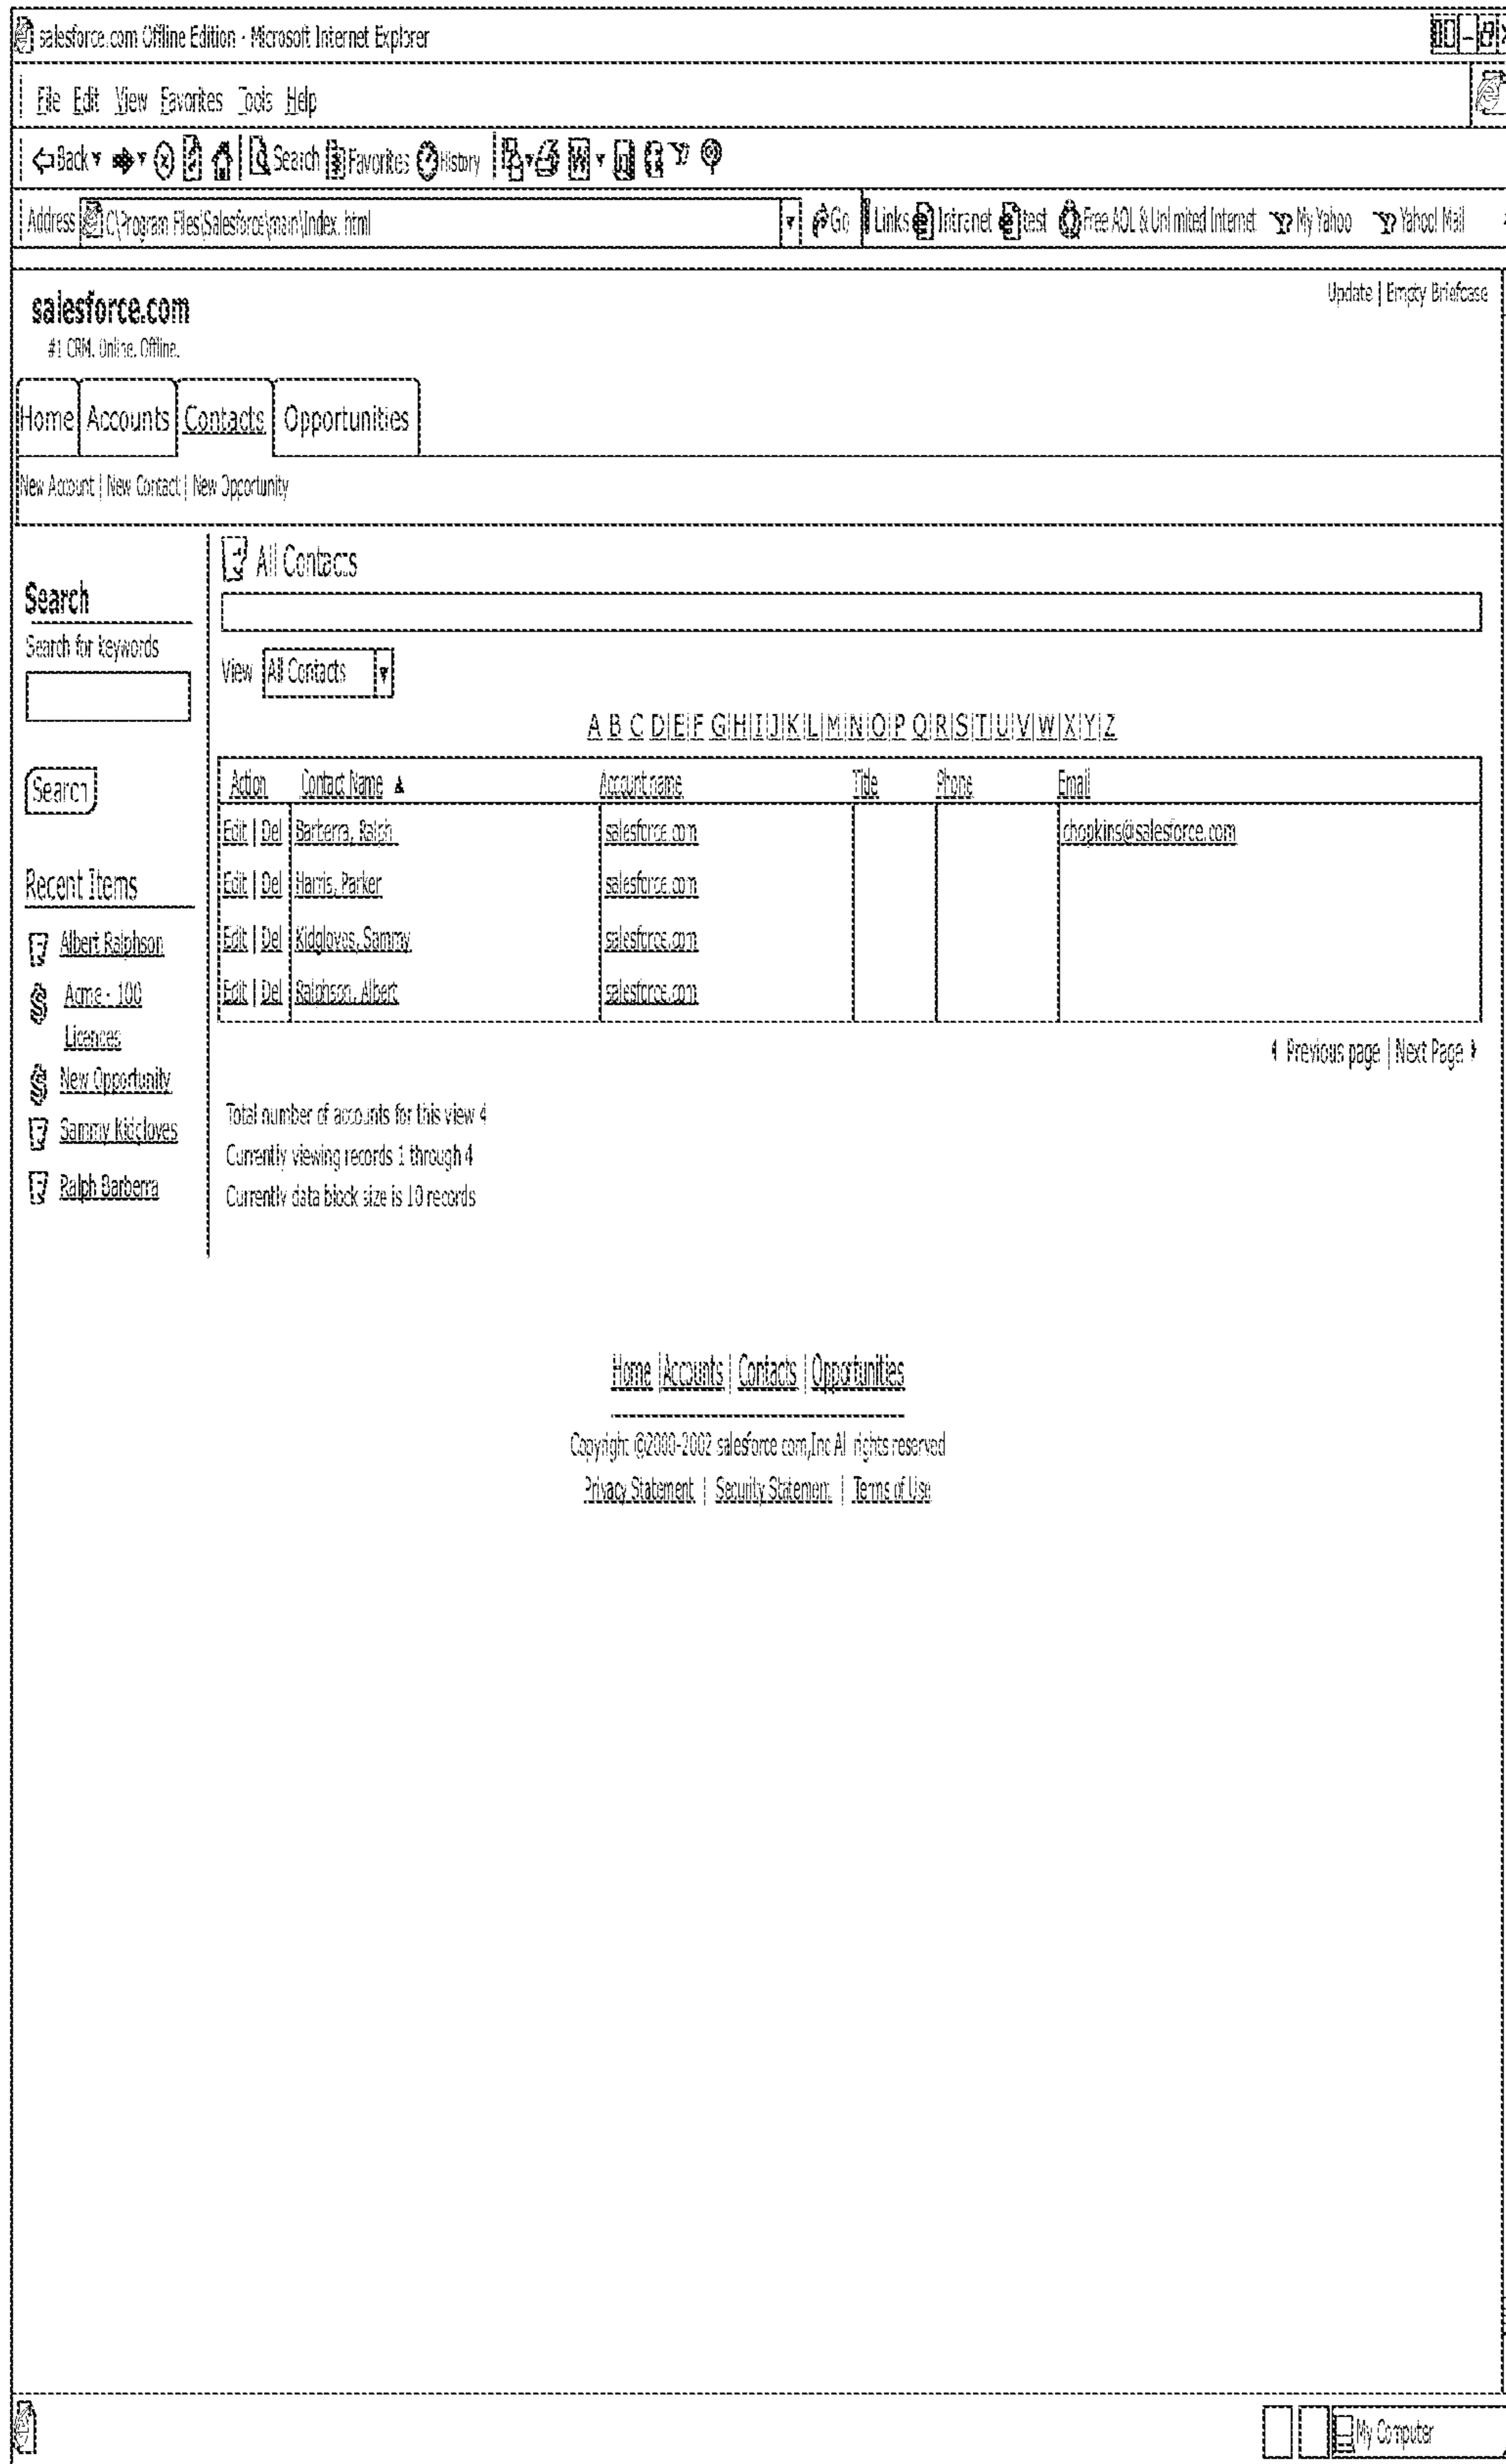 salesforce.com Offline Edition - Microsoft Internet Explorer
File Edit View Favorites Tools Help
Back Search Favorites History
Address C:\Program Files\Salesforce\main\Index. html Go Links Intranet test Free AOL & Unlimited Internet My Yahoo Yahoo! Mail
Update | Empty Briefcase
salesforce.com
#1 CRM. Online. Offline.
Home Accounts Contacts Opportunities
New Account | New Contact | New Opportunity
All Contacts
Search
Search for keywords
View All Contacts
A B C D|E|F G|H|I|J|K|L|M|N|O|P Q|R|S|T|U|V|W|X|Y|Z
Search
Action Contact Name Account name Title Phone Email
Edit | Del Barberra, Ralph salesforce.com chopkins@salesforce.com
Edit | Del Harris, Parker salesforce.com
Edit | Del Kidgloves, Sammy salesforce.com
Edit | Del Ralphson, Albert salesforce.com
Previous page | Next Page
Recent Items
Albert Ralphson
Acme - 100
Licences
New Opportunity
Sammy Kidgloves
Ralph Barberra
Total number of accounts for this view 4
Currently viewing records 1 through 4
Currently data block size is 10 records
Home | Accounts | Contacts | Opportunities
Copyright ©2000-2002 salesforce com,Inc All rights reserved
Privacy Statement | Security Statement | Terms of Use
My Computer